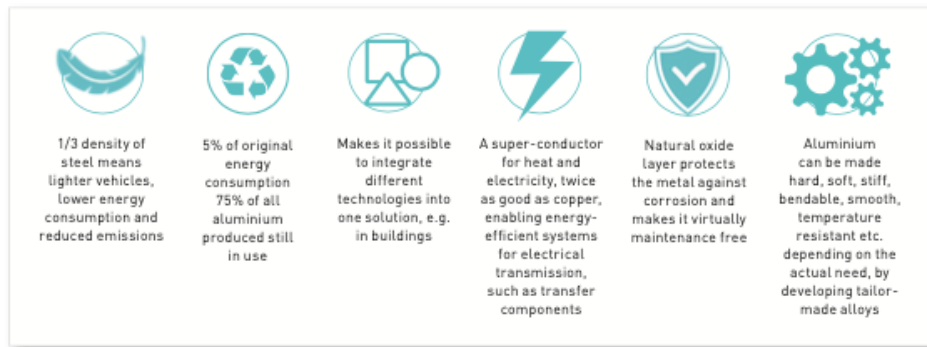 1/3 density of
steel means
lighter vehicles,
lower energy
consumption and
reduced emissions
5% of original
energy
consumption
75% of all
aluminium
produced still
in use
Makes it possible
to integrate
different
technologies into
one solution, e.g.
in buildings
A super-conductor
for heat and
electricity, twice
as good as copper,
enabling energy-
efficient systems
for electrical
transmission,
such as transfer
components
Natural oxide
layer protects
the metal against
corrosion and
makes it virtually
maintenance free
Aluminium
can be made
hard, soft, stiff,
bendable, smooth,
temperature
resistant etc.
depending on the
actual need, by
developing tailor-
made alloys